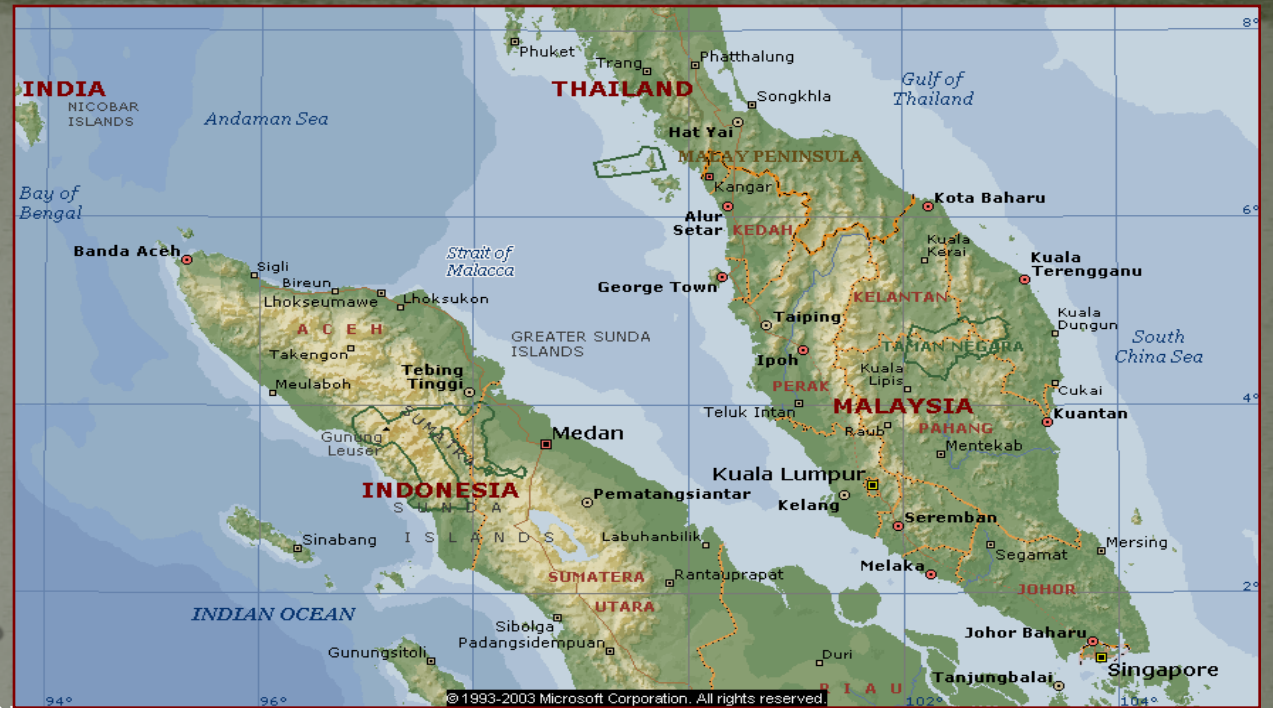 8°
Phuket
Trang
Phatthalung
INDIA
THAILAND
Gulf of
Thailand
NICOBAR
ISLANDS
Songkhla
Andaman Sea
Hat Yai
MALAY PENINSULA
Kangar
Bay of
Bengal
Kota Baharu
6°
Alur
Setar
KEDAH
Banda Aceh
Strait of
Malacca
Kuala
Kerai
Kuala
Terengganu
Sigli
Bireun
George Town
Lhokseumawe
Lhoksukon
KELANTAN
Taiping
Kuala
Dungun
ACEH
GREATER SUNDA
ISLANDS
South
China Sea
TAMAN NEGARA
Takengon
Ipoh
Tebing
Tinggi
Kuala
Lipis
Meulaboh
PERAK
Cukai
4°
Teluk Intan
MALAYSIA
Kuantan
SUMATRA
Raub
PAHANG
Medan
Gunung
Leuser
Mentekab
Kuala Lumpur
INDONESIA
Pematangsiantar
Kelang
SUNDA
ISLANDS
Seremban
Sinabang
Labuhanbilik
Segamat
Mersing
Melaka
SUMATERA
UTARA
Rantauprapat
JOHOR
2°
INDIAN OCEAN
Sibolga
Johor Baharu
Padangsidempuan
Gunungsitoli
Duri
Singapore
Tanjungbalai
RIAU
94°
96°
© 1993-2003 Microsoft Corporation. All rights reserved.
102°
104°